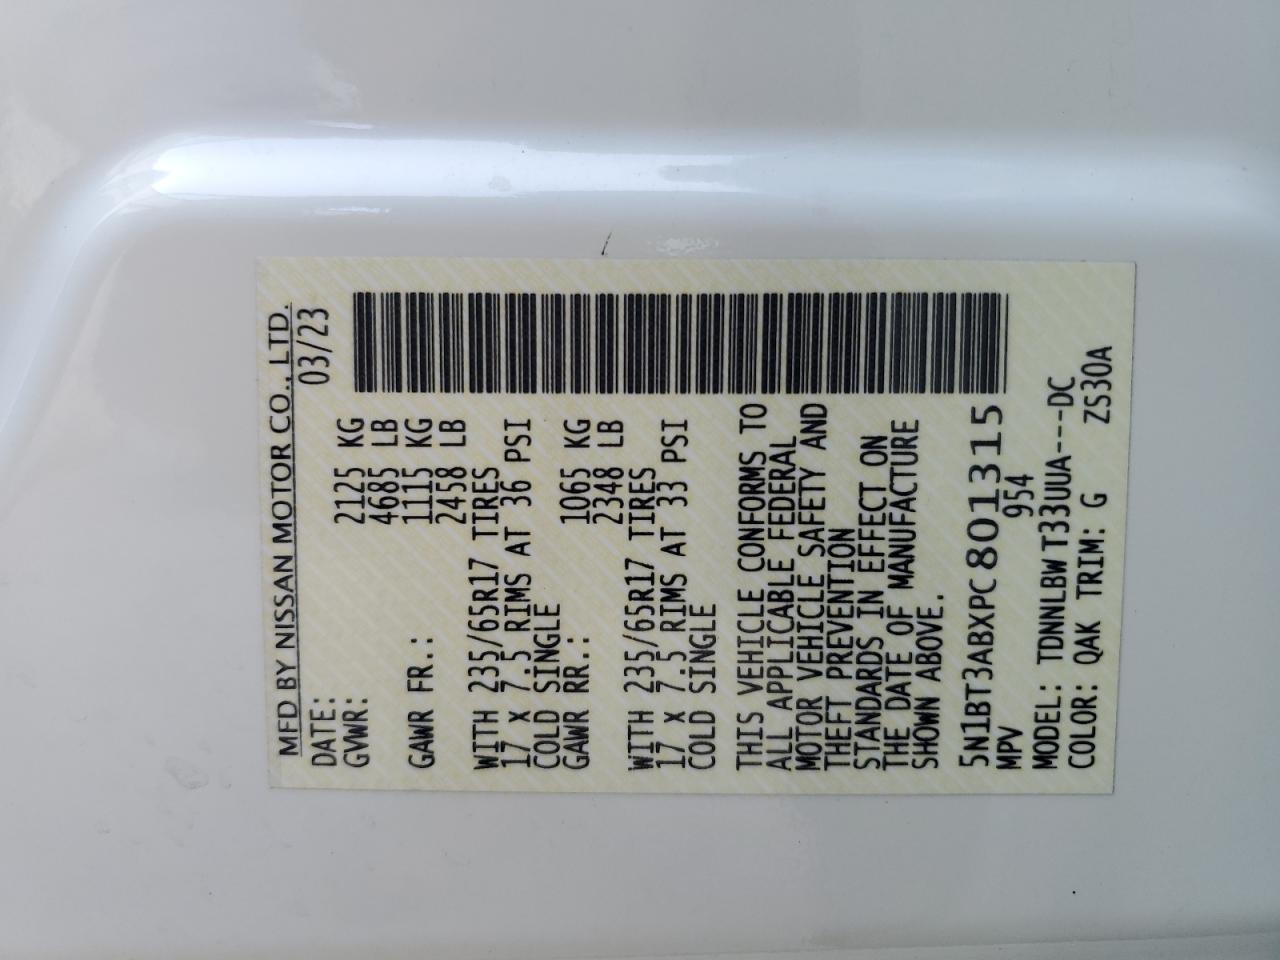 MFD BY NISSAN MOTOR CO., LTD.
DATE: 03/23
GVWR: 2125 KG
4685 LB
GAWR FR.: 1115 KG
2458 LB
WITH 235/65R17 TIRES
17 x 7.5 RIMS AT 36 PSI
COLD SINGLE
GAWR RR.: 1065 KG
2348 LB
WITH 235/65R17 TIRES
17 x 7.5 RIMS AT 33 PSI
COLD SINGLE
THIS VEHICLE CONFORMS TO
ALL APPLICABLE FEDERAL
MOTOR VEHICLE SAFETY AND
THEFT PREVENTION
STANDARDS IN EFFECT ON
THE DATE OF MANUFACTURE
SHOWN ABOVE.
5N1BT3ABXPC801315
MPV 954
MODEL: TDNNLBW T33UUA---DC
COLOR: QAK TRIM: G ZS30A